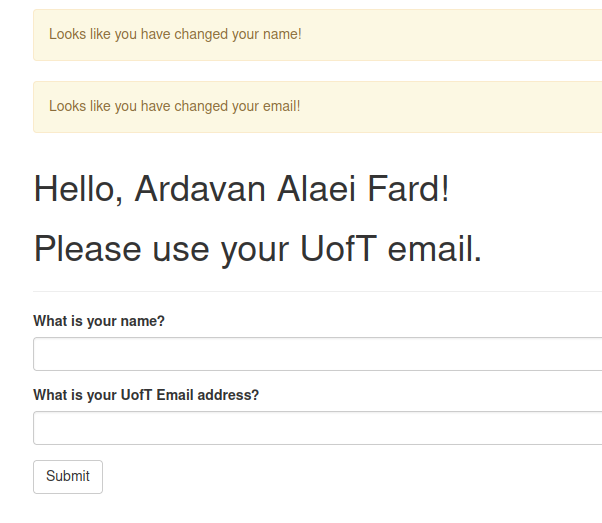 Looks like you have changed your name!
Looks like you have changed your email!
Hello, Ardavan Alaei Fard!
Please use your UofT email.
What is your name?
What is your UofT Email address?
Submit